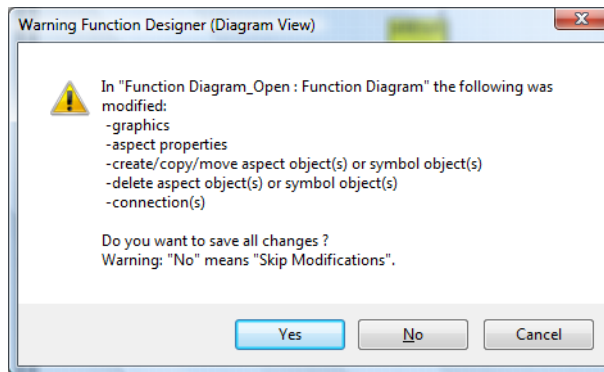 Warning Function Designer (Diagram View)
In "Function Diagram_Open : Function Diagram" the following was
modified:
-graphics
-aspect properties
-create/copy/move aspect object(s) or symbol object(s)
-delete aspect object(s) or symbol object(s)
-connection(s)
Do you want to save all changes ?
Warning: "No" means "Skip Modifications".
Yes
No
Cancel